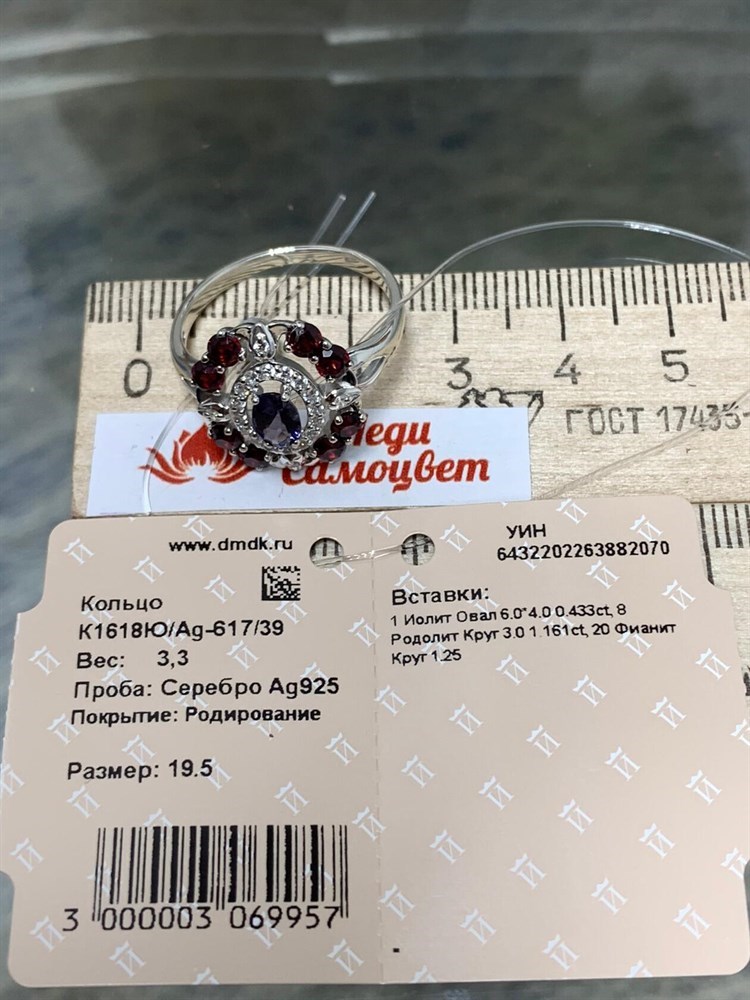 0 3 4 5
ГОСТ 17435-
леди
самоцвет
www.dmdk.ru
Кольцо
К1618Ю/Ag-617/39
Вес: 3,3
Проба: Серебро Ag925
Покрытие: Родирование
Размер: 19.5
3 000003 069957
УИН
6432202263882070
Вставки:
1 Иолит Овал 6.0*4.0 0.433ct, 8
Родолит Круг 3.0 1.161ct, 20 Фианит
Круг 1.25